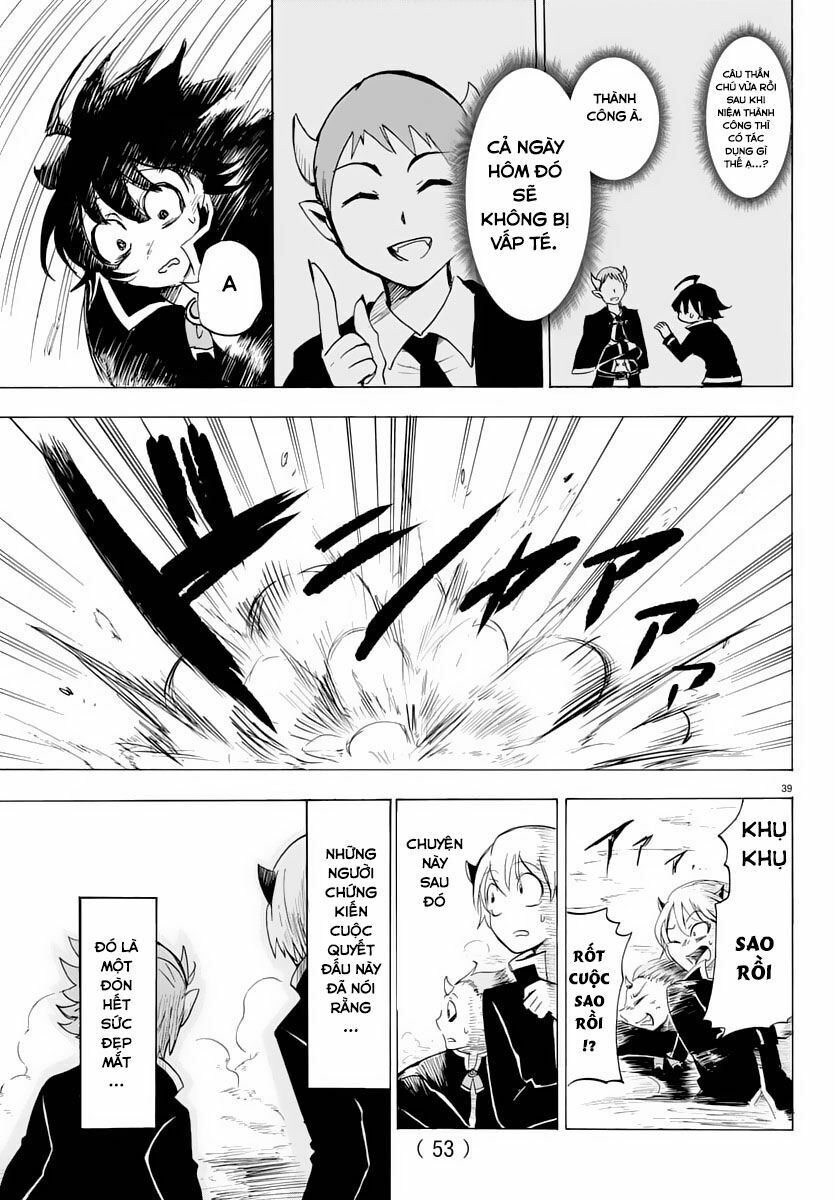 CÂU THẦN
CHÚ VỪA RỒI
SAU KHI
NIỆM THÀNH
CÔNG THÌ
CÓ TÁC
DỤNG GÌ
THẾ Ạ...?
THÀNH
CÔNG À.
CẢ NGÀY
HÔM ĐÓ SẼ
KHÔNG BỊ
VẤP TÉ.
A
ドシャァァァ
39
KHỤ
KHỤ
SAO
RỒI
RỐT
CUỘC
SAO
RỒI
!?
CHUYỆN
NÀY SAU
ĐÓ
NHỮNG
NGƯỜI
CHỨNG
KIẾN
CUỘC
QUYẾT
ĐẤU NÀY
ĐÃ NÓI
RẰNG
...
ĐÓ LÀ
MỘT
ĐÒN
HẾT
SỨC
ĐẸP
MẮT
...
( 53 )